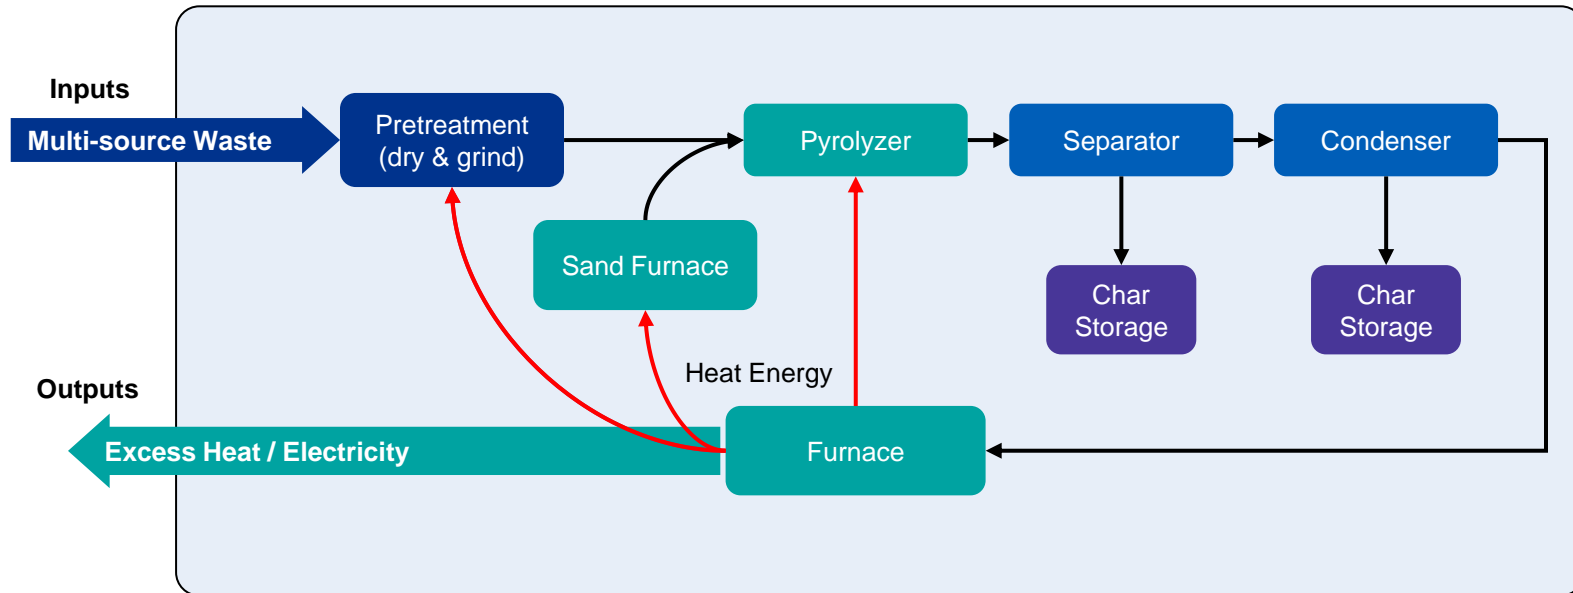 Inputs
Multi-source Waste
Pretreatment
(dry & grind)
Pyrolyzer
Separator
Condenser
Sand Furnace
Char
Storage
Char
Storage
Heat Energy
Outputs
Excess Heat / Electricity
Furnace